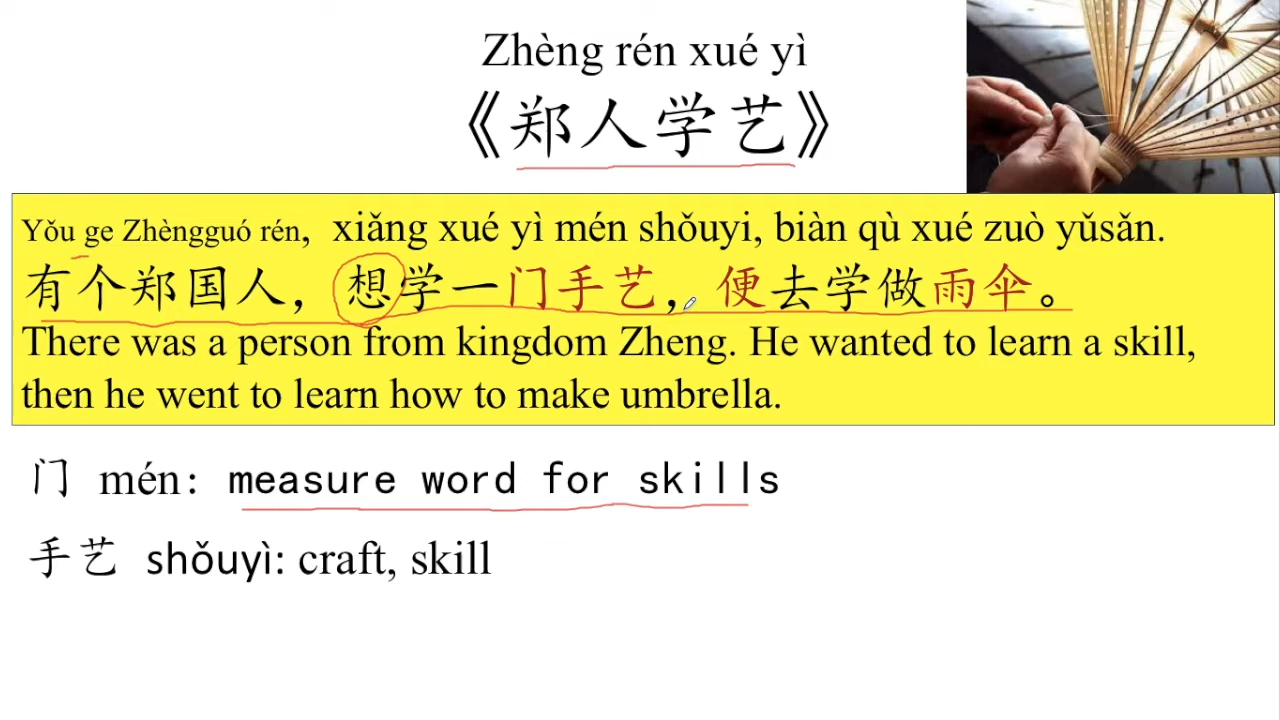 Zhèng rén xué yì
《郑人学艺》
Yǒu ge Zhèngguó rén, xiǎng xué yì mén shǒuyi, biàn qù xué zuò yǔsǎn.
有个郑国人，想学一门手艺，便去学做雨伞。
There was a person from kingdom Zheng. He wanted to learn a skill,
then he went to learn how to make umbrella.
门 mén: measure word for skills
手艺 shǒuyì: craft, skill